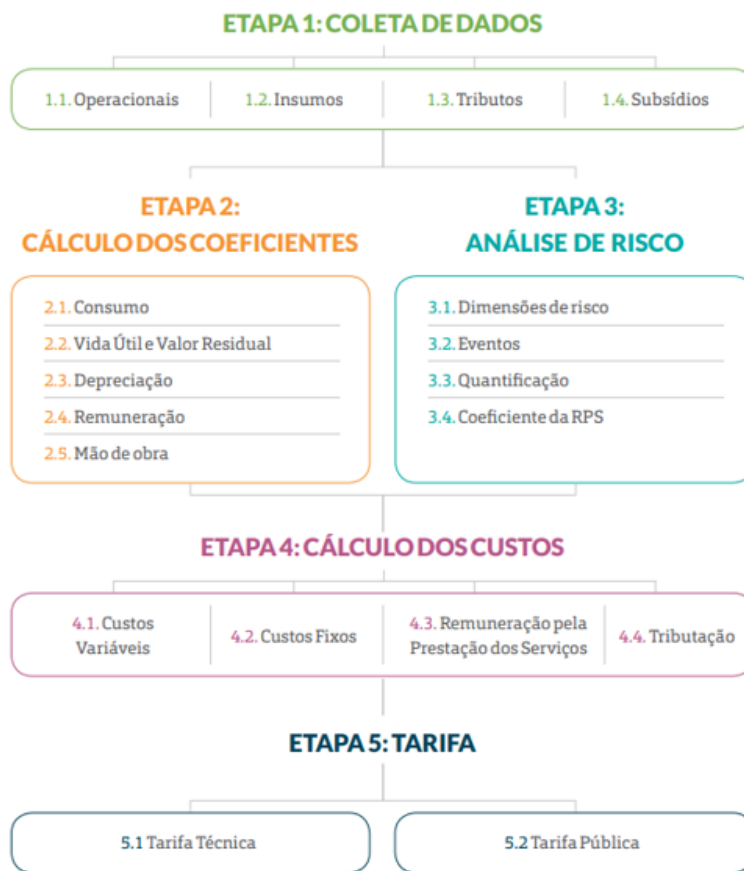 ETAPA 1: COLETA DE DADOS
1.1. Operacionais
1.2. Insumos
1.3. Tributos
1.4. Subsídios
ETAPA 2:
CÁLCULO DOS COEFICIENTES
2.1. Consumo
2.2. Vida Útil e Valor Residual
2.3. Depreciação
2.4. Remuneração
2.5. Mão de obra
ETAPA 3:
ANÁLISE DE RISCO
3.1. Dimensões de risco
3.2. Eventos
3.3. Quantificação
3.4. Coeficiente da RPS
ETAPA 4: CÁLCULO DOS CUSTOS
4.1. Custos
Variáveis
4.2. Custos Fixos
4.3. Remuneração pela
Prestação dos Serviços
4.4. Tributação
ETAPA 5: TARIFA
5.1 Tarifa Técnica
5.2 Tarifa Pública